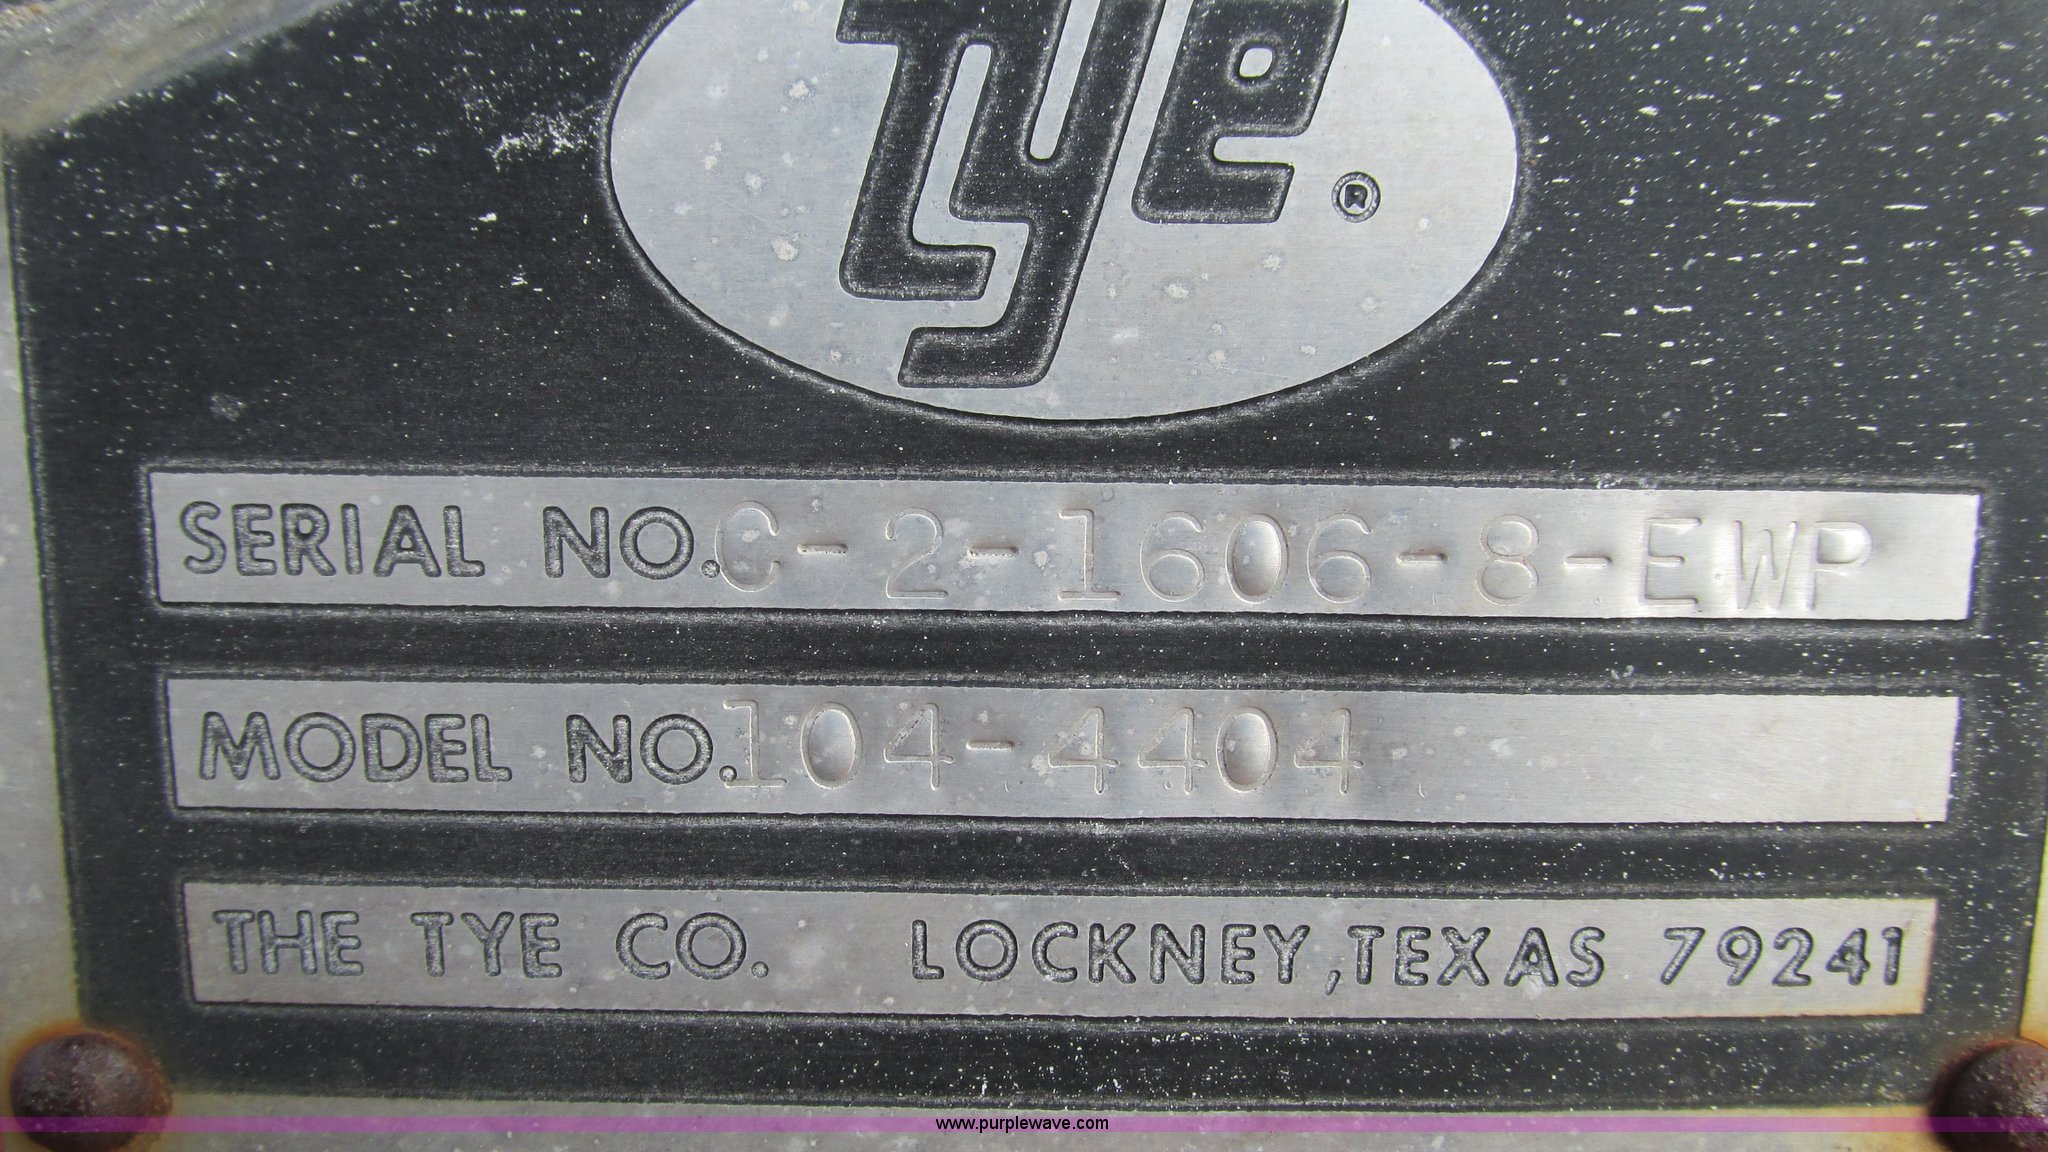 Tye ®
SERIAL NO. C-2-1606-8-EWP
MODEL NO. 104-4404
THE TYE CO. LOCKNEY, TEXAS 79241
www.purplewave.com